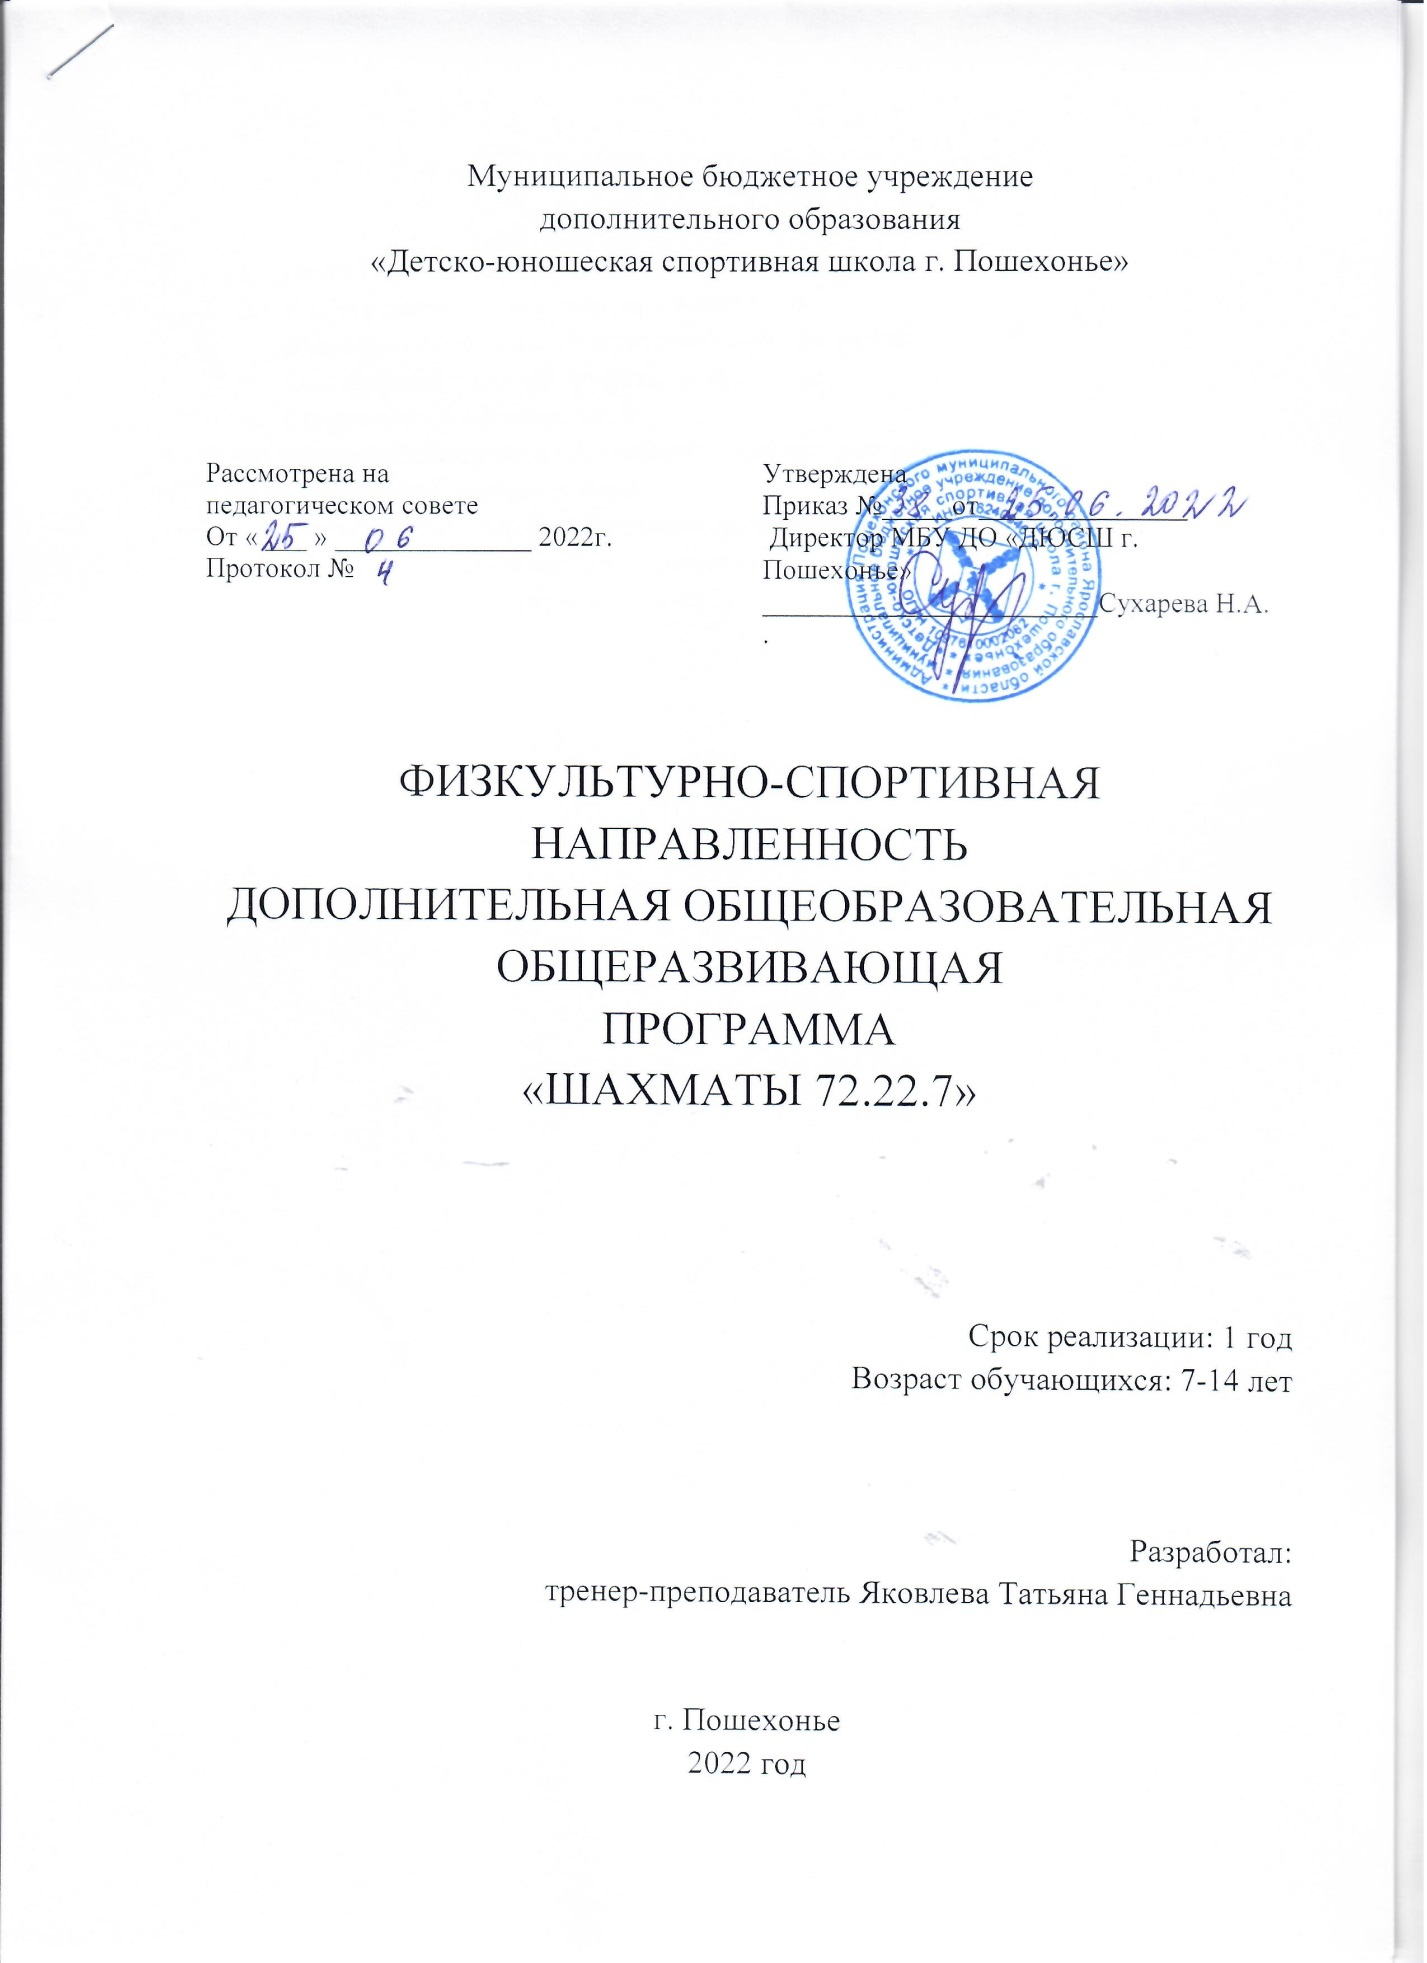 Муниципальное бюджетное учреждение
дополнительного образования
«Детско-юношеская спортивная школа г. Пошехонье»
Рассмотрена на
педагогическом совете
От «25» 06 2022г.
Протокол № 4
Утверждена
Приказ № 38 от 25.06.2022
Директор МБУ ДО «ДЮСШ г.
Пошехонье»
Сухарева Н.А.
.
ФИЗКУЛЬТУРНО-СПОРТИВНАЯ
НАПРАВЛЕННОСТЬ
ДОПОЛНИТЕЛЬНАЯ ОБЩЕОБРАЗОВАТЕЛЬНАЯ
ОБЩЕРАЗВИВАЮЩАЯ
ПРОГРАММА
«ШАХМАТЫ 72.22.7»
Срок реализации: 1 год
Возраст обучающихся: 7-14 лет
Разработал:
тренер-преподаватель Яковлева Татьяна Геннадьевна
г. Пошехонье
2022 год